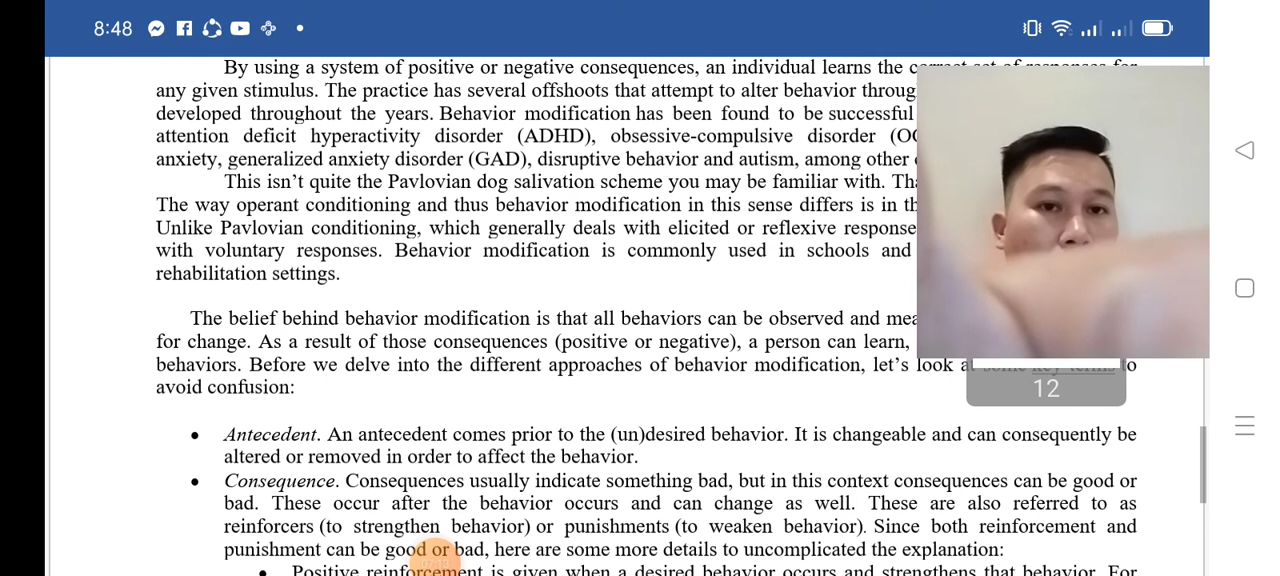 8:48
By using a system of positive or negative consequences, an individual learns the correct set of responses for
any given stimulus. The practice has several offshoots that attempt to alter behavior throug
developed throughout the years. Behavior modification has been found to be successful
attention deficit hyperactivity disorder (ADHD), obsessive-compulsive disorder (OC
anxiety, generalized anxiety disorder (GAD), disruptive behavior and autism, among other
This isn’t quite the Pavlovian dog salivation scheme you may be familiar with. Tha
The way operant conditioning and thus behavior modification in this sense differs is in th
Unlike Pavlovian conditioning, which generally deals with elicited or reflexive response
with voluntary responses. Behavior modification is commonly used in schools and
rehabilitation settings.
The belief behind behavior modification is that all behaviors can be observed and mea
for change. As a result of those consequences (positive or negative), a person can learn,
behaviors. Before we delve into the different approaches of behavior modification, let’s look at some key terms to
avoid confusion:
12
• Antecedent. An antecedent comes prior to the (un)desired behavior. It is changeable and can consequently be
altered or removed in order to affect the behavior.
• Consequence. Consequences usually indicate something bad, but in this context consequences can be good or
bad. These occur after the behavior occurs and can change as well. These are also referred to as
reinforcers (to strengthen behavior) or punishments (to weaken behavior). Since both reinforcement and
punishment can be good or bad, here are some more details to uncomplicated the explanation:
• Positive reinforcement is given when a desired behavior occurs and strengthens that behavior. For